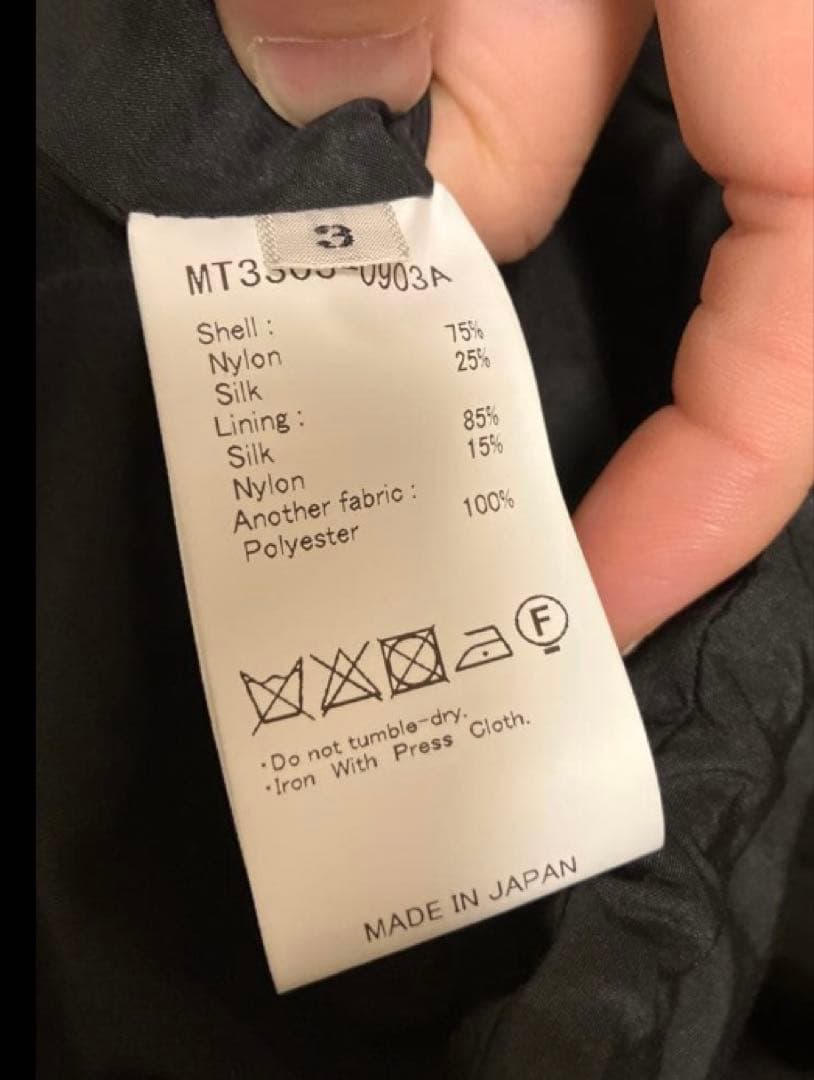 3
Shell :
Nylon 75%
Silk 25%
Lining :
Silk 85%
Nylon 15%
Another fabric :
Polyester 100%
F
·Do not tumble-dry.
·Iron With Press Cloth.
MADE IN JAPAN